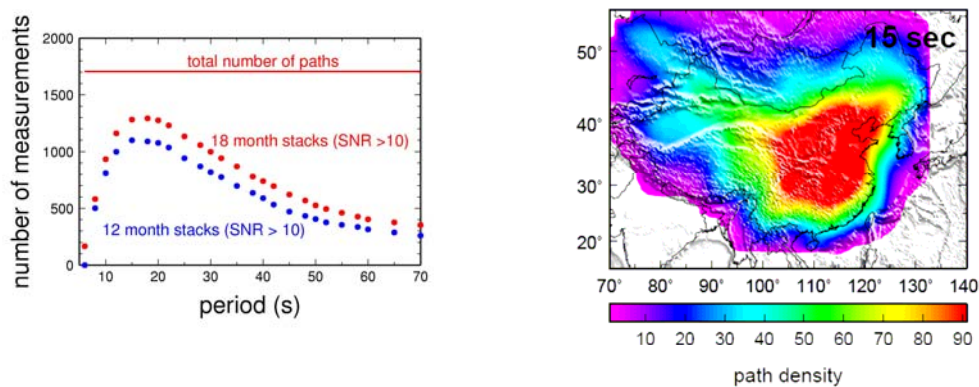 2000
1500
1000
500
0
number of measurements
total number of paths
18 month stacks (SNR >10)
12 month stacks (SNR > 10)
10 20 30 40 50 60 70
period (s)
15 sec
50°
40°
30°
20°
70° 80° 90° 100° 110° 120° 130° 140
10 20 30 40 50 60 70 80 90
path density